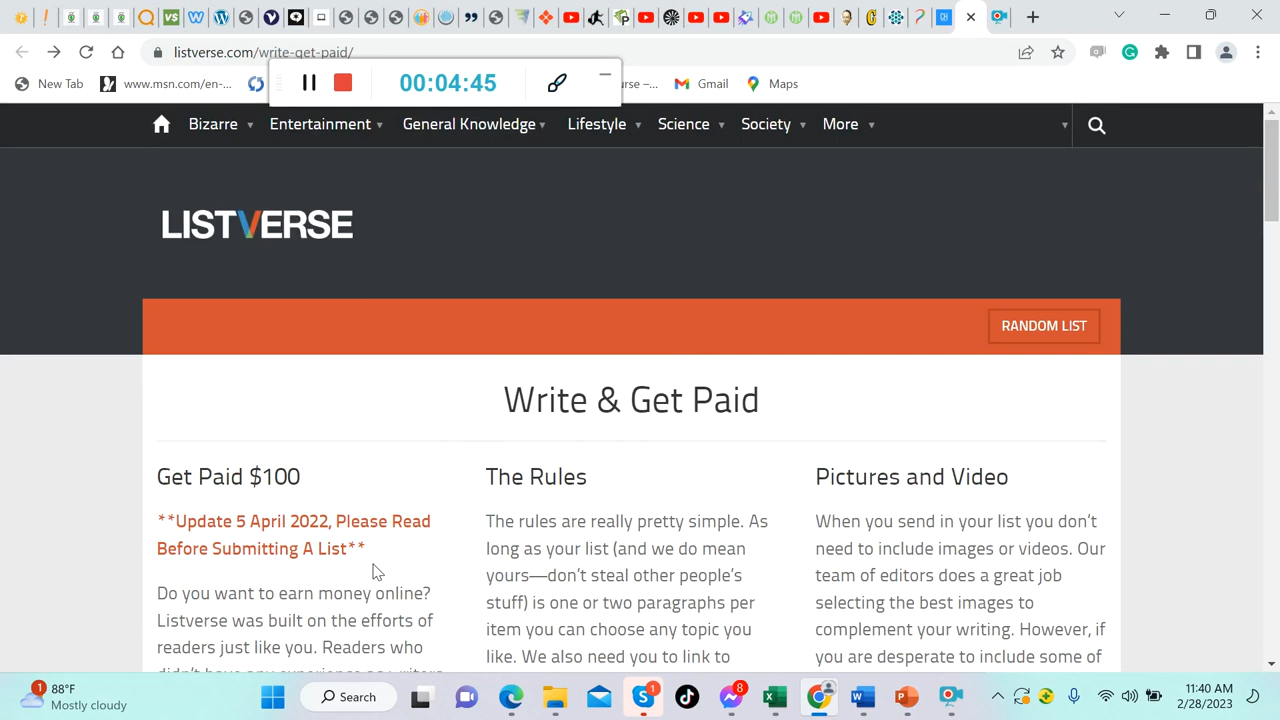 listverse.com/write-get-paid/
New Tab
www.msn.com/en-...
urse –...
Gmail
Maps
00:04:45
Bizarre
Entertainment
General Knowledge
Lifestyle
Science
Society
More
LISTVERSE
RANDOM LIST
Write & Get Paid
Get Paid $100
**Update 5 April 2022, Please Read
Before Submitting A List**
Do you want to earn money online?
Listverse was built on the efforts of
readers just like you. Readers who
The Rules
The rules are really pretty simple. As
long as your list (and we do mean
yours—don't steal other people's
stuff) is one or two paragraphs per
item you can choose any topic you
like. We also need you to link to
Pictures and Video
When you send in your list you don't
need to include images or videos. Our
team of editors does a great job
selecting the best images to
complement your writing. However, if
you are desperate to include some of
1
88°F
Mostly cloudy
Search
1
8
11:40 AM
2/28/2023